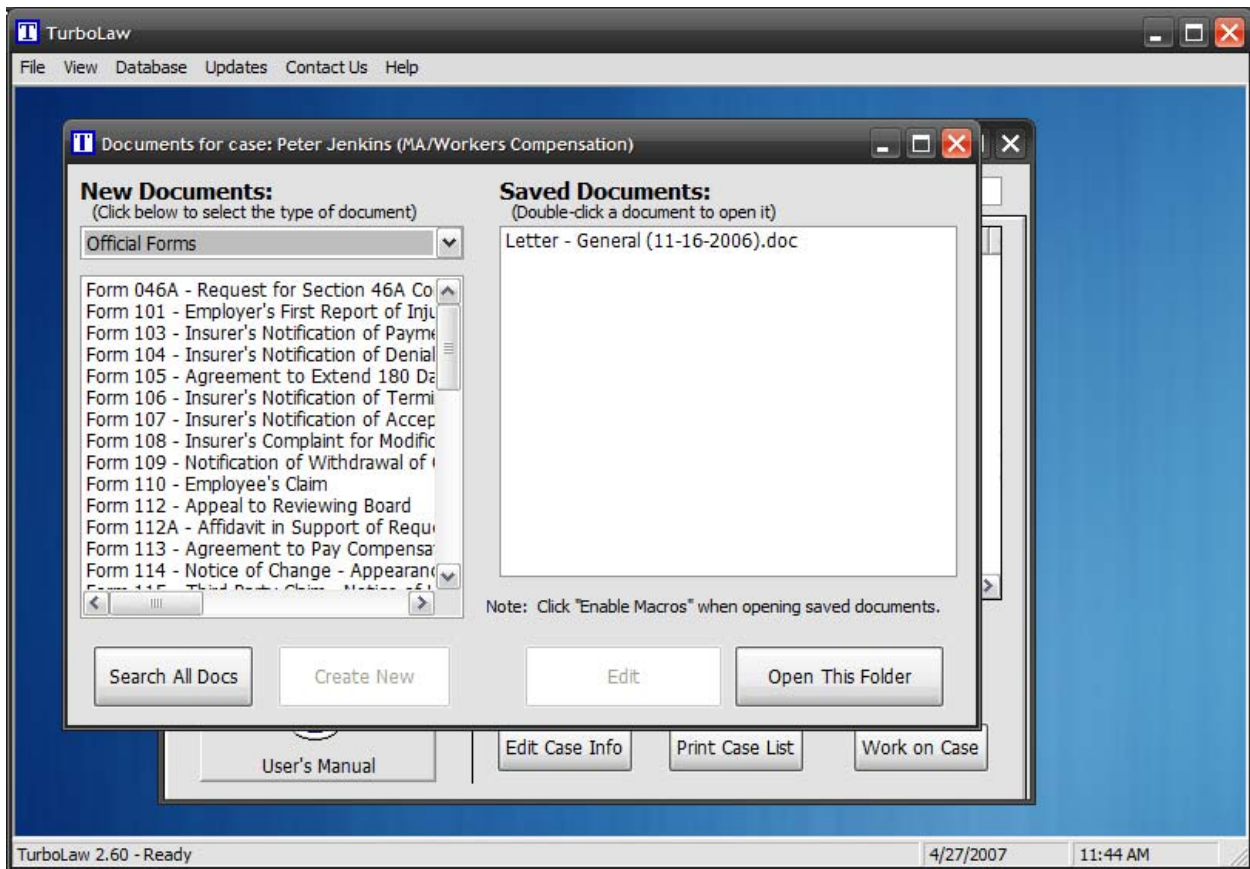 TurboLaw
File View Database Updates Contact Us Help
Documents for case: Peter Jenkins (MA/Workers Compensation)
New Documents:
(Click below to select the type of document)
Official Forms
Form 046A - Request for Section 46A Co
Form 101 - Employer's First Report of Inju
Form 103 - Insurer's Notification of Payme
Form 104 - Insurer's Notification of Denial
Form 105 - Agreement to Extend 180 Da
Form 106 - Insurer's Notification of Termi
Form 107 - Insurer's Notification of Accep
Form 108 - Insurer's Complaint for Modific
Form 109 - Notification of Withdrawal of
Form 110 - Employee's Claim
Form 112 - Appeal to Reviewing Board
Form 112A - Affidavit in Support of Reque
Form 113 - Agreement to Pay Compensa
Form 114 - Notice of Change - Appearanc
Form 115 - Third Party Claim - Notice of
Saved Documents:
(Double-click a document to open it)
Letter - General (11-16-2006).doc
Note: Click "Enable Macros" when opening saved documents.
Search All Docs
Create New
Edit
Open This Folder
User's Manual
Edit Case Info
Print Case List
Work on Case
TurboLaw 2.60 - Ready
4/27/2007
11:44 AM